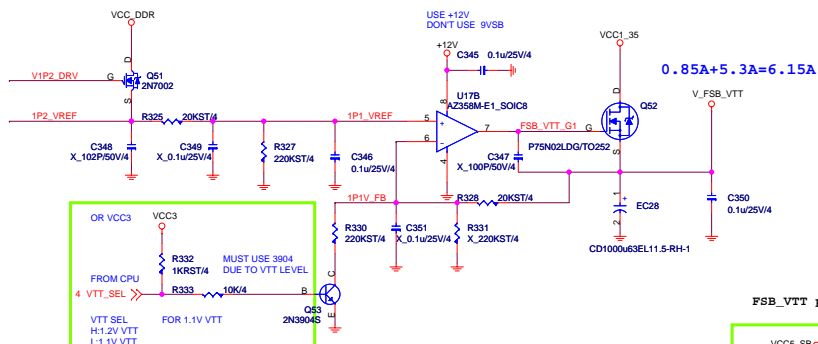 VCC_DDR
USE +12V
DON'T USE 9VSB
+12V
C345 0.1u/25V/4
VCC1_35
0.85A+5.3A=6.15A
V_FSB_VTT
V1P2_DRV
D
G
S
Q51
2N7002
U17B
AZ358M-E1_SOIC8
8
D
Q52
1P2_VREF
R325 20KST/4
1P1_VREF
5
+
6
-
7
4
FSB_VTT_G1
G
S
P75N02LDG/TO252
C348
X_102P/50V/4
C349
X_0.1u/25V/4
R327
220KST/4
C346
0.1u/25V/4
C347
X_100P/50V/4
1P1V_FB
R328 20KST/4
1
+
2
EC28
CD1000u63EL11.5-RH-1
C350
0.1u/25V/4
R330
220KST/4
C351
X_0.1u/25V/4
R331
X_220KST/4
OR VCC3
VCC3
R332
1KRST/4
MUST USE 3904
DUE TO VTT LEVEL
FROM CPU
4 VTT_SEL
R333 10K/4
B
C
E
Q53
2N3904S
VTT SEL
H:1.2V VTT
L:1.1V VTT
FOR 1.1V VTT
FSB_VTT
VCC5_SB